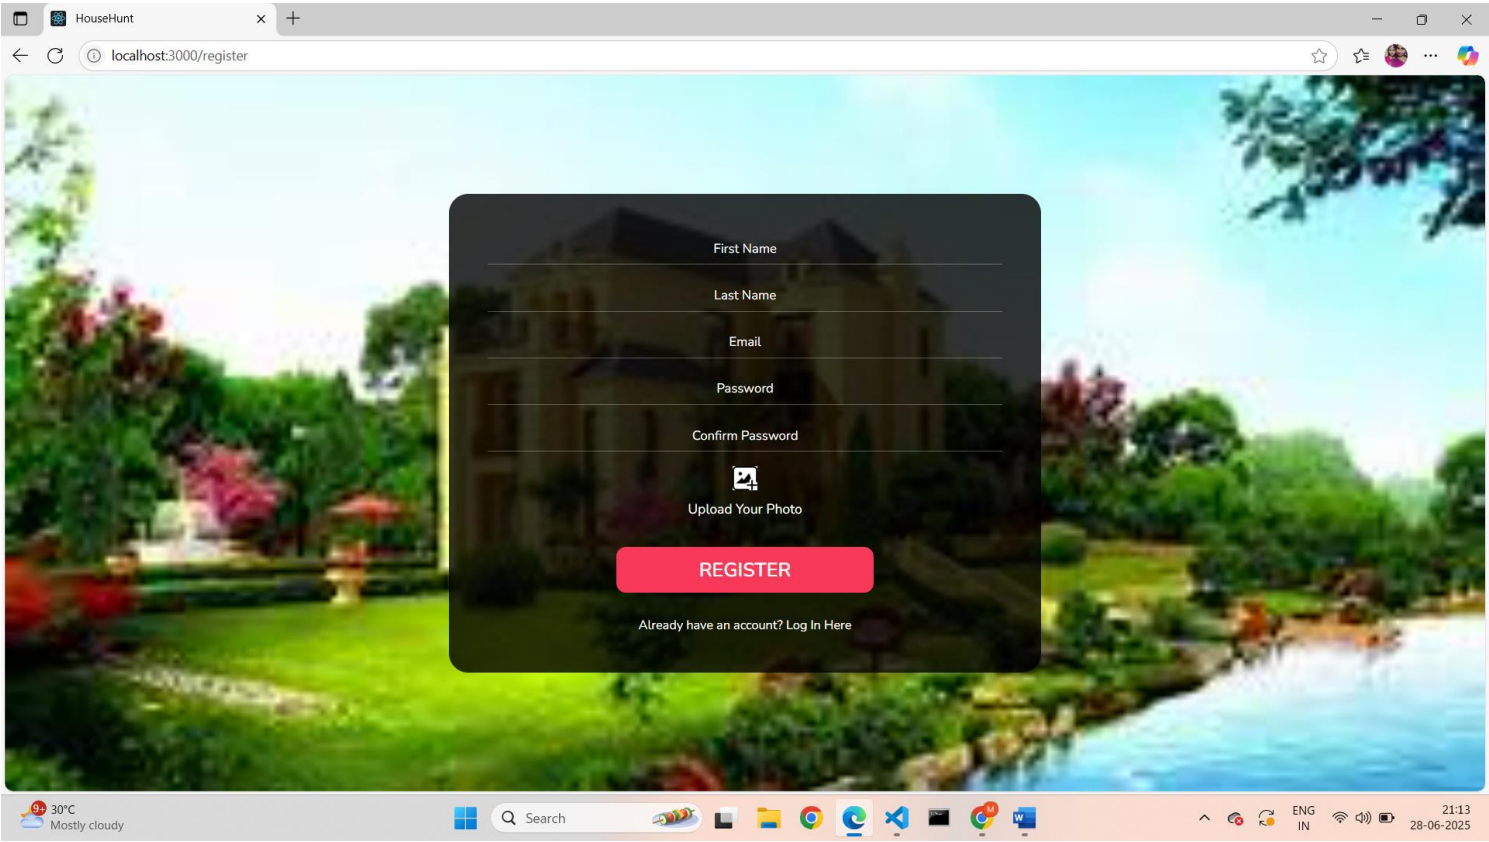 HouseHunt
localhost:3000/register
First Name
Last Name
Email
Password
Confirm Password
Upload Your Photo
REGISTER
Already have an account? Log In Here
9+
30°C
Mostly cloudy
Search
M
W
ENG
IN
21:13
28-06-2025